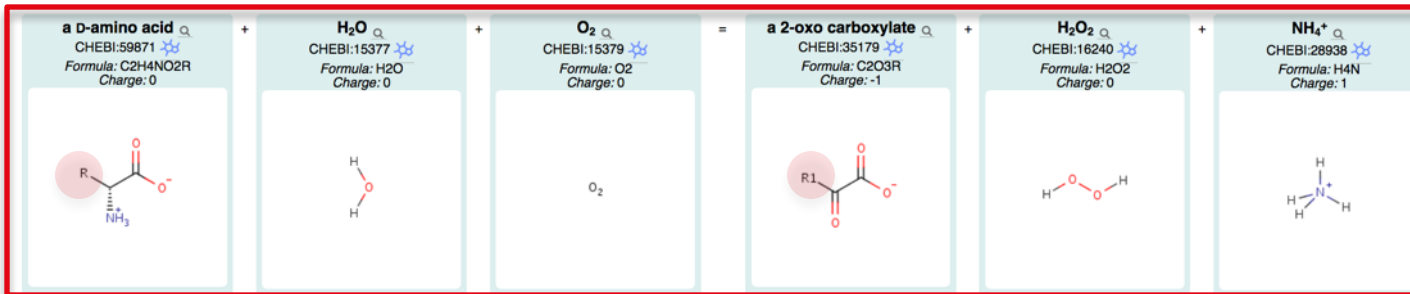 a D-amino acid + H₂O + O₂ = a 2-oxo carboxylate + H₂O₂ + NH₄⁺
CHEBI:59871 CHEBI:15377 CHEBI:15379 CHEBI:35179 CHEBI:16240 CHEBI:28938
Formula: C2H4NO2R Formula: H2O Formula: O2 Formula: C2O3R Formula: H2O2 Formula: H4N
Charge: 0 Charge: 0 Charge: 0 Charge: -1 Charge: 0 Charge: 1
R O O⁻ NH₃⁺
H O H
O₂
R1 O O O⁻
H O O H
H H N⁺ H H